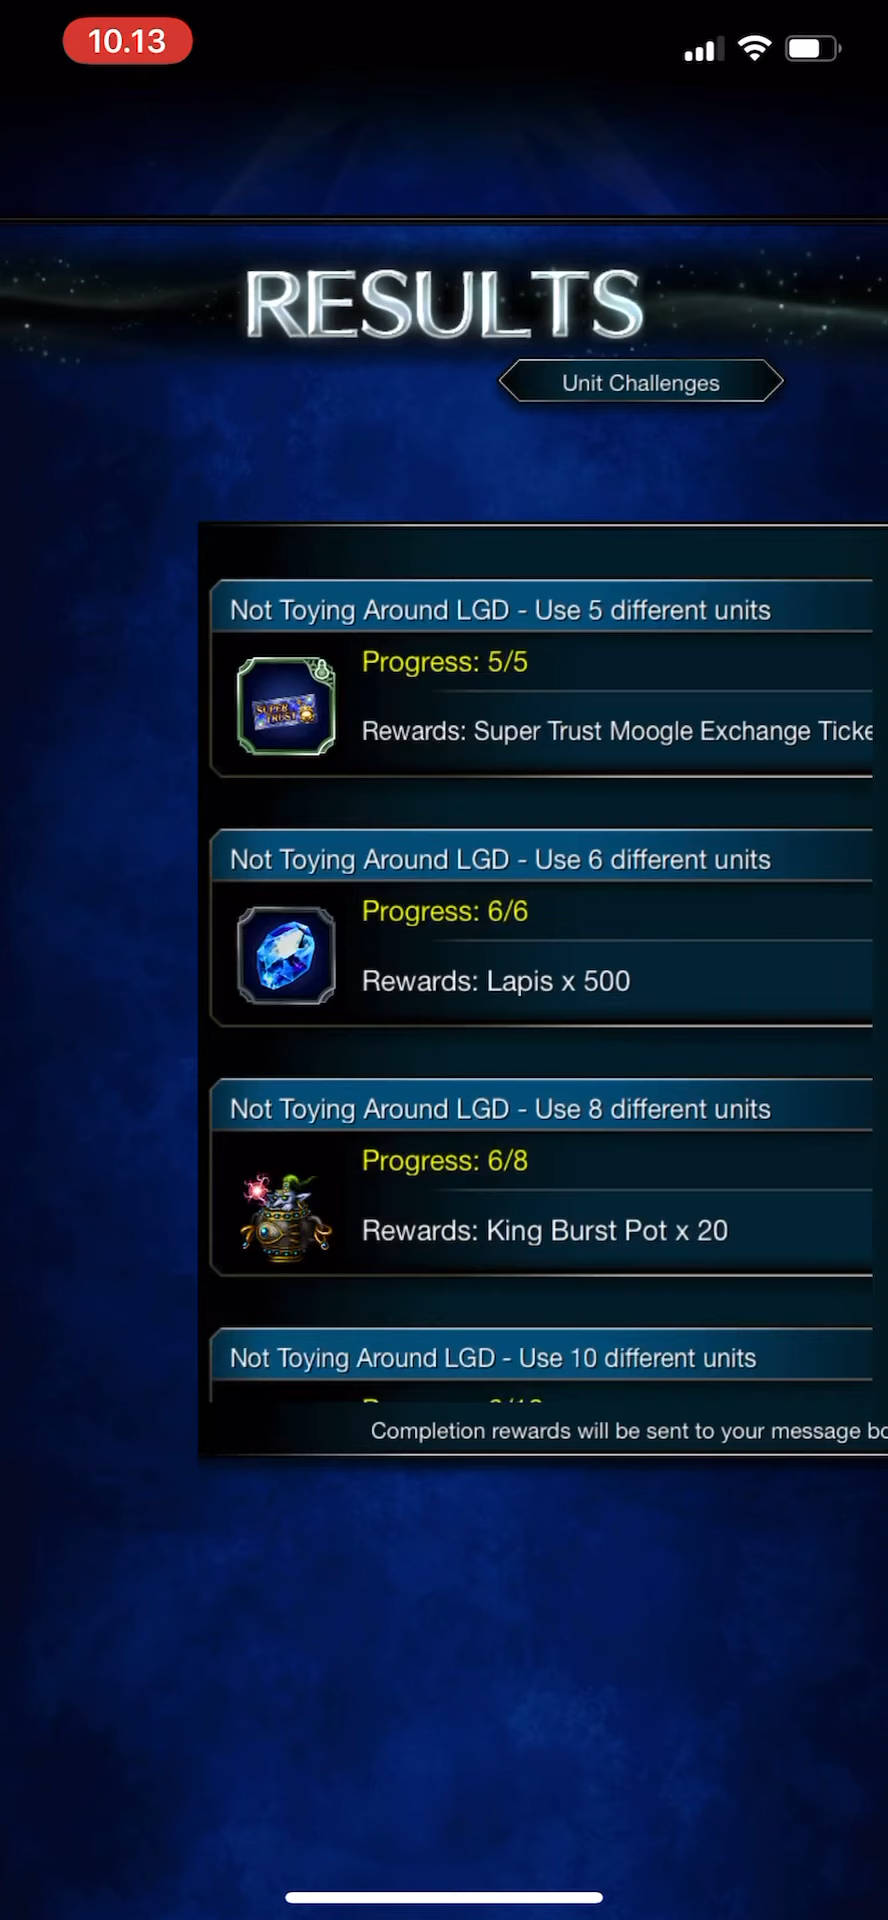 10.13
RESULTS
Unit Challenges
Not Toying Around LGD - Use 5 different units
Progress: 5/5
SUPER TRUST
Rewards: Super Trust Moogle Exchange Ticke
Not Toying Around LGD - Use 6 different units
Progress: 6/6
Rewards: Lapis x 500
Not Toying Around LGD - Use 8 different units
Progress: 6/8
Rewards: King Burst Pot x 20
Not Toying Around LGD - Use 10 different units
Completion rewards will be sent to your message bo